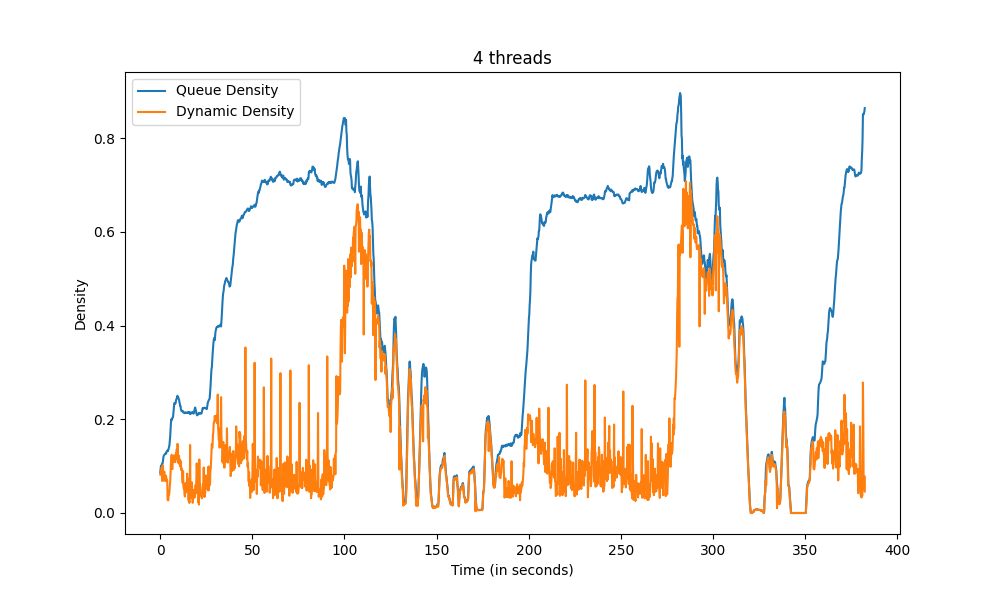 4 threads
Queue Density
Dynamic Density
0.8
0.6
0.4
0.2
0.0
Density
0 50 100 150 200 250 300 350 400
Time (in seconds)